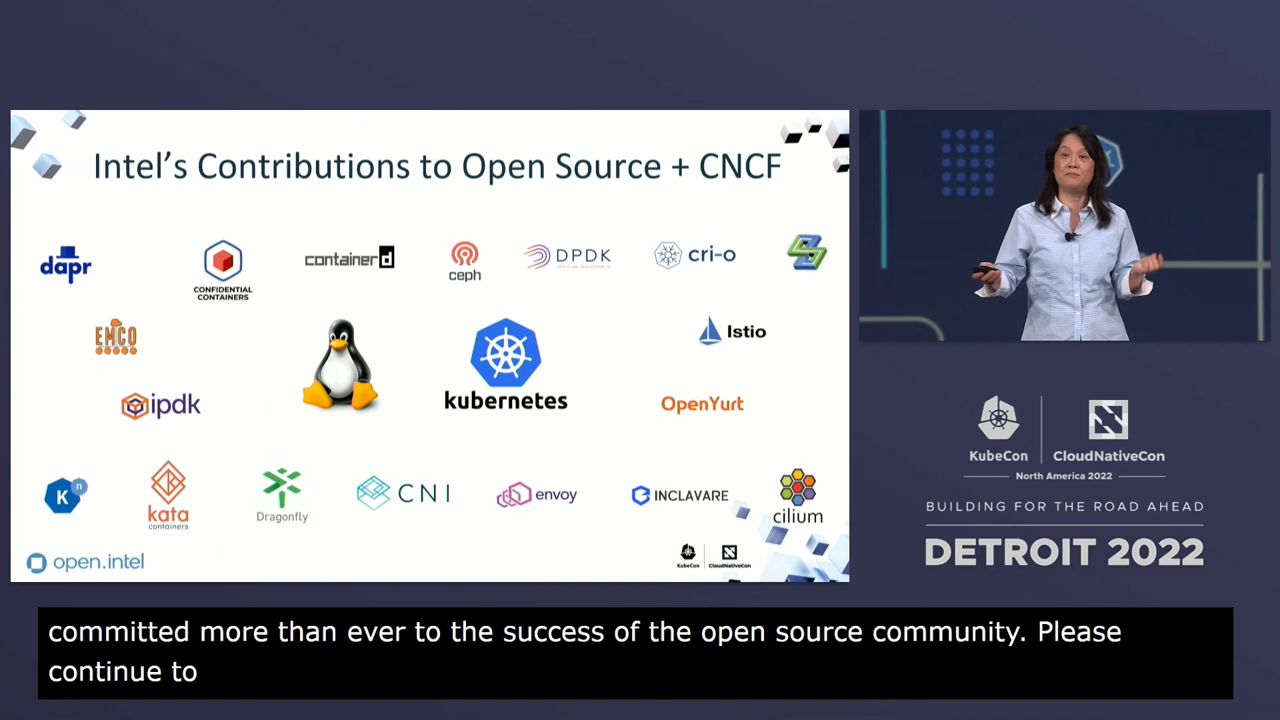 Intel's Contributions to Open Source + CNCF
dapr
CONFIDENTIAL
CONTAINERS
containerd
ceph
DPDK
cri-o
EMCO
kubernetes
Istio
ipdk
OpenYurt
K
n
kata
containers
Dragonfly
CNI
envoy
INCLAVARE
cilium
open.intel
KubeCon
CloudNativeCon
KubeCon
CloudNativeCon
North America 2022
BUILDING FOR THE ROAD AHEAD
DETROIT 2022
committed more than ever to the success of the open source community. Please
continue to